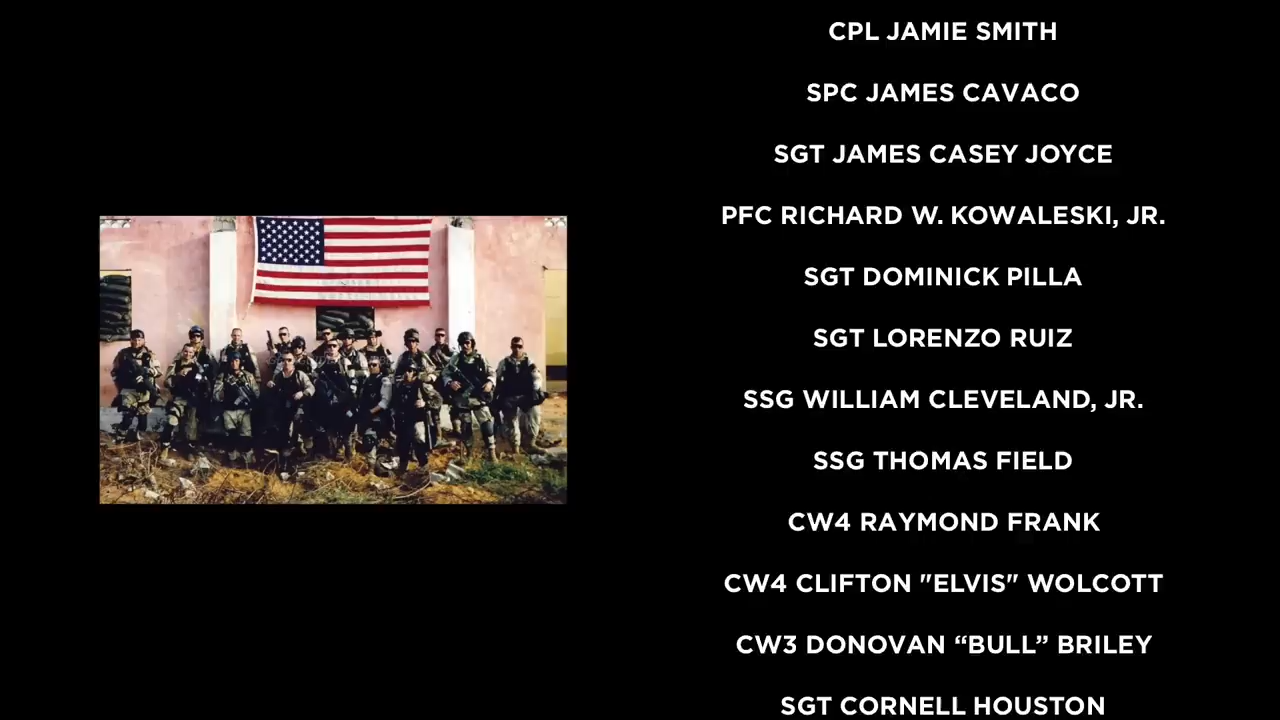 CPL JAMIE SMITH
SPC JAMES CAVACO
SGT JAMES CASEY JOYCE
PFC RICHARD W. KOWALESKI, JR.
SGT DOMINICK PILLA
SGT LORENZO RUIZ
SSG WILLIAM CLEVELAND, JR.
SSG THOMAS FIELD
CW4 RAYMOND FRANK
CW4 CLIFTON "ELVIS" WOLCOTT
CW3 DONOVAN “BULL” BRILEY
SGT CORNELL HOUSTON